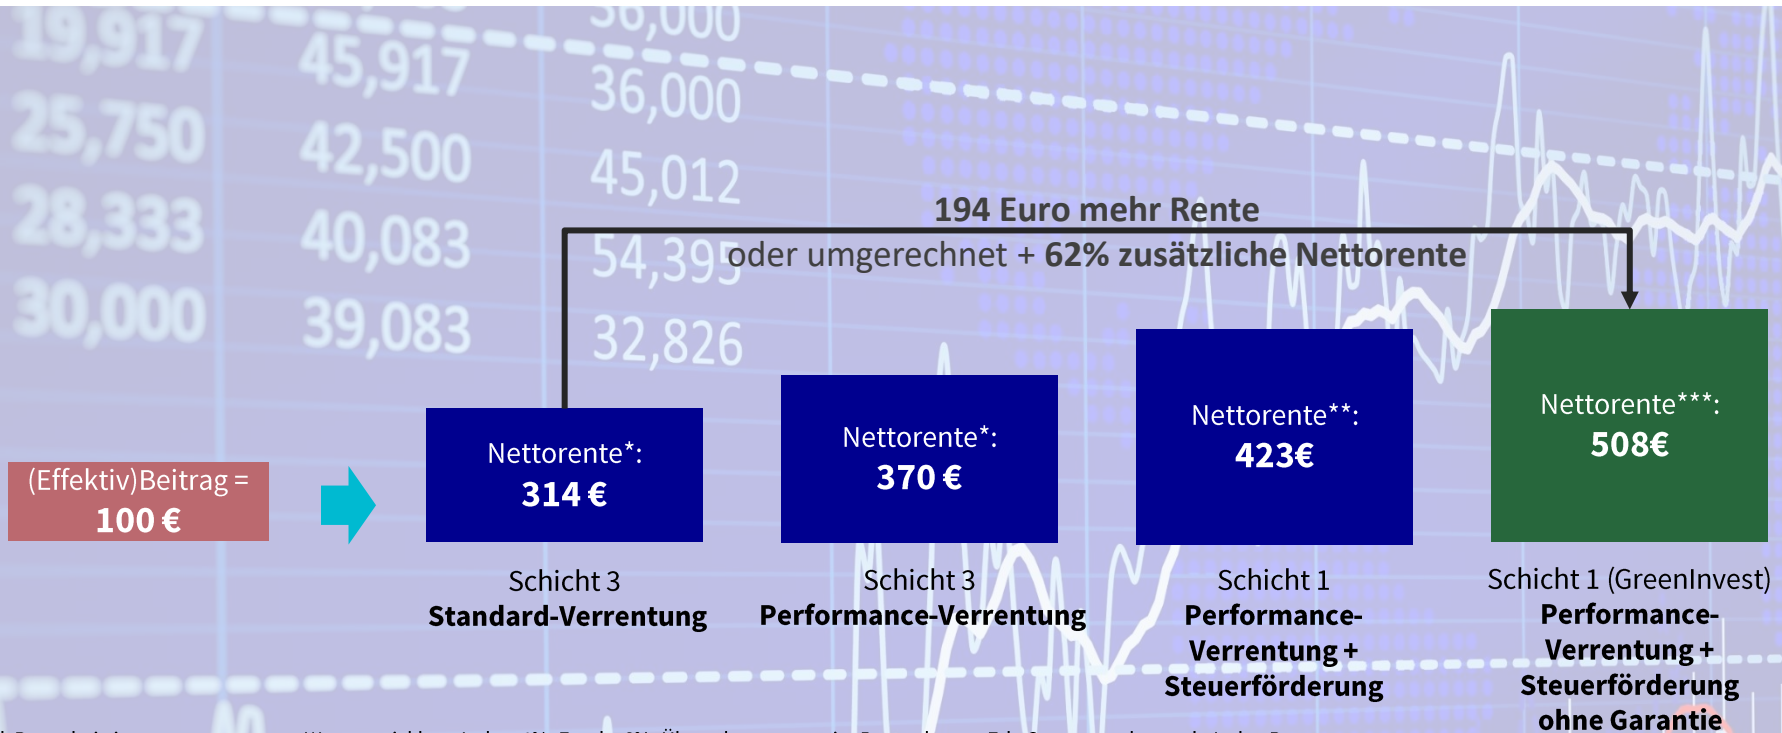 36,000
19,917
45,917
36,000
25,750
42,500
45,012
28,333
40,083
54,395
30,000
39,083
32,826
194 Euro mehr Rente
oder umgerechnet + 62% zusätzliche Nettorente
(Effektiv)Beitrag =
100 €
Nettorente*:
314 €
Schicht 3
Standard-Verrentung
Nettorente*:
370 €
Schicht 3
Performance-Verrentung
Nettorente**:
423€
Schicht 1
Performance-
Verrentung +
Steuerförderung
Nettorente***:
508€
Schicht 1 (GreenInvest)
Performance-
Verrentung +
Steuerförderung
ohne Garantie